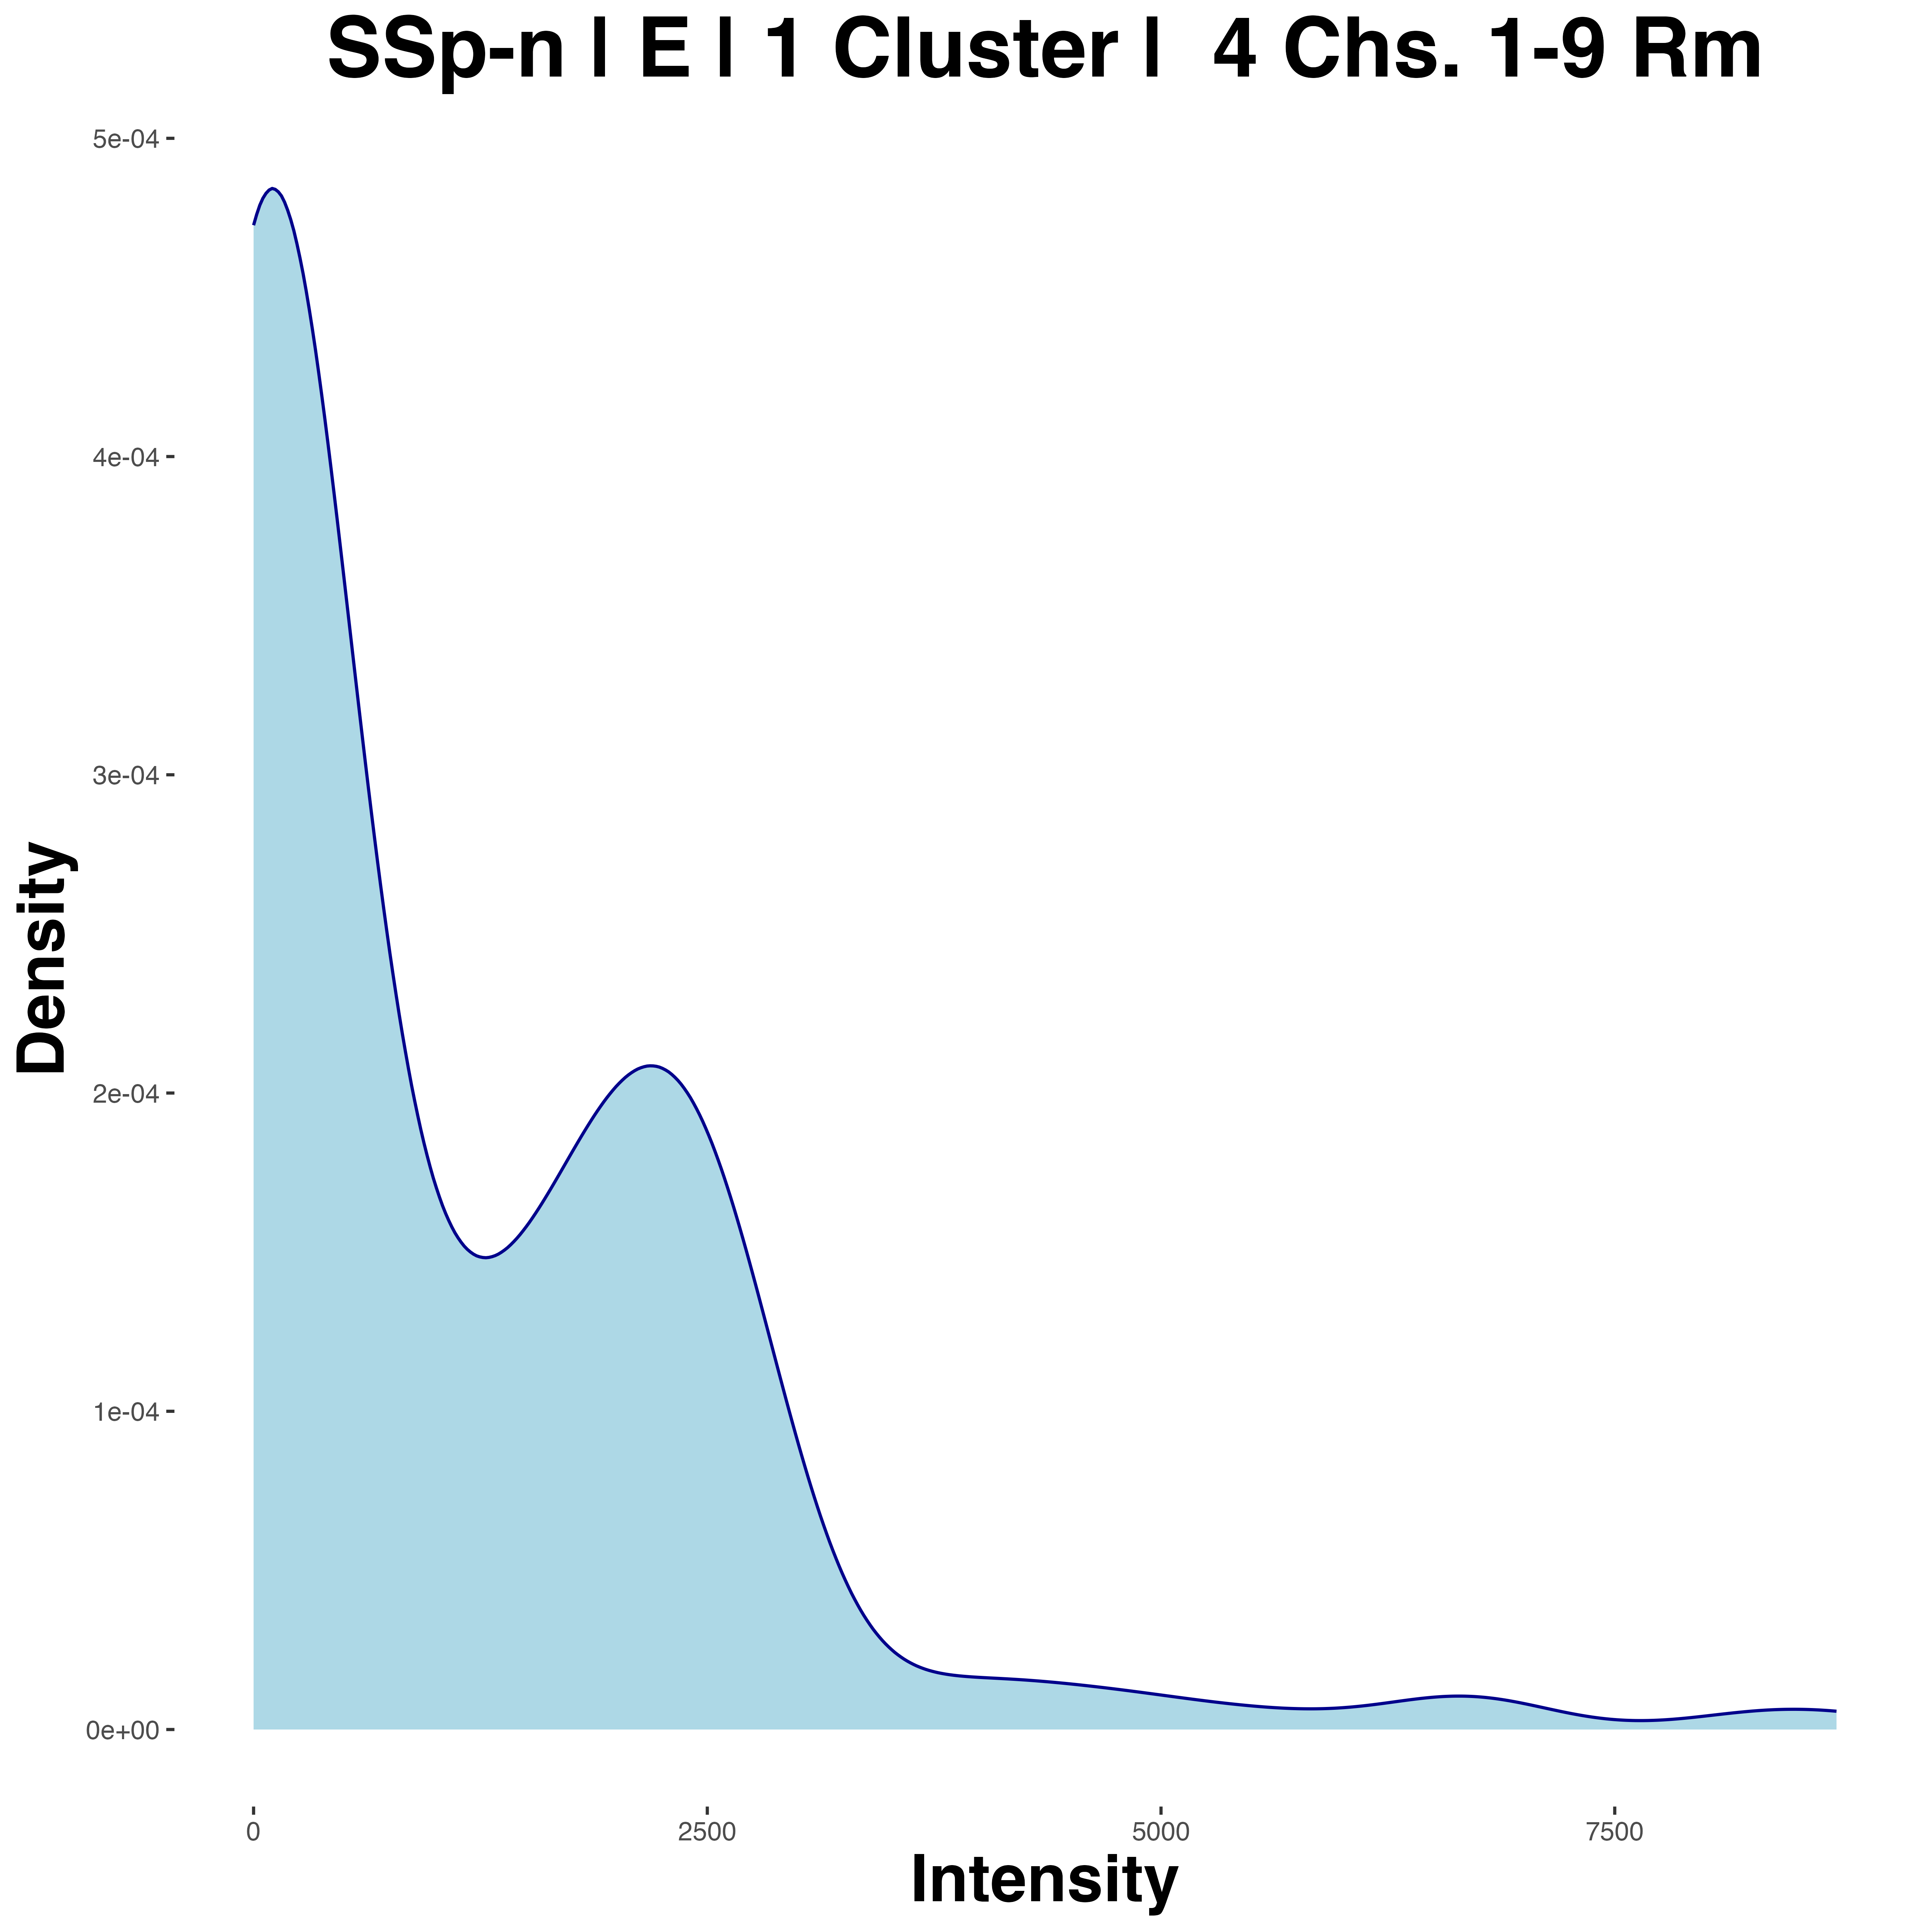 SSp-n | E | 1 Cluster |  4 Chs. 1-9 Rm
5e-04
4e-04
3e-04
2e-04
1e-04
0e+00
Density
0 2500 5000 7500
Intensity